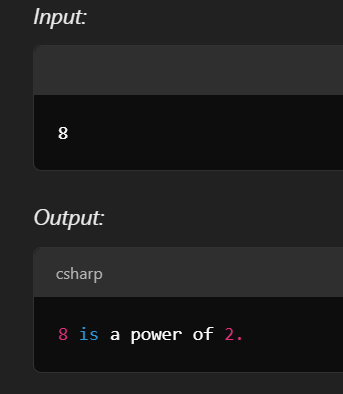 Input:
8
Output:
csharp
8 is a power of 2.